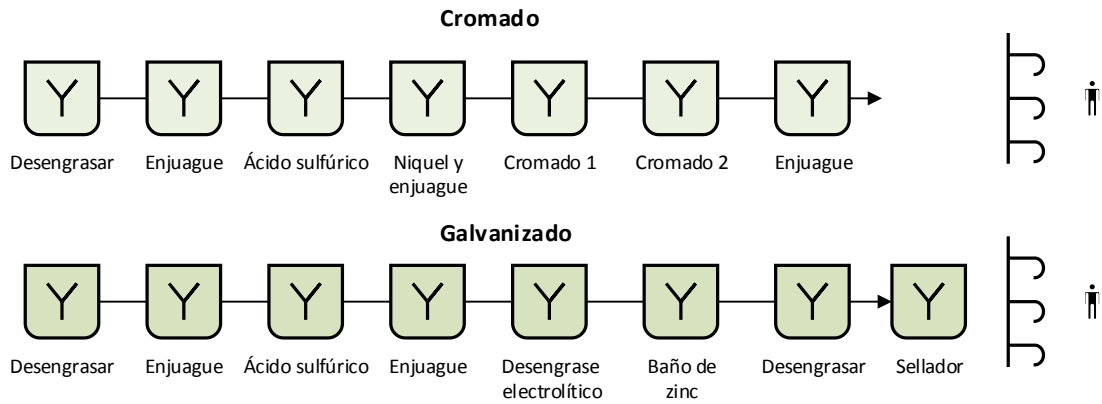 Cromado
Desengrasar Enjuague Ácido sulfúrico Niquel y enjuague Cromado 1 Cromado 2 Enjuague
Galvanizado
Desengrasar Enjuague Ácido sulfúrico Enjuague Desengrase electrolítico Baño de zinc Desengrasar Sellador